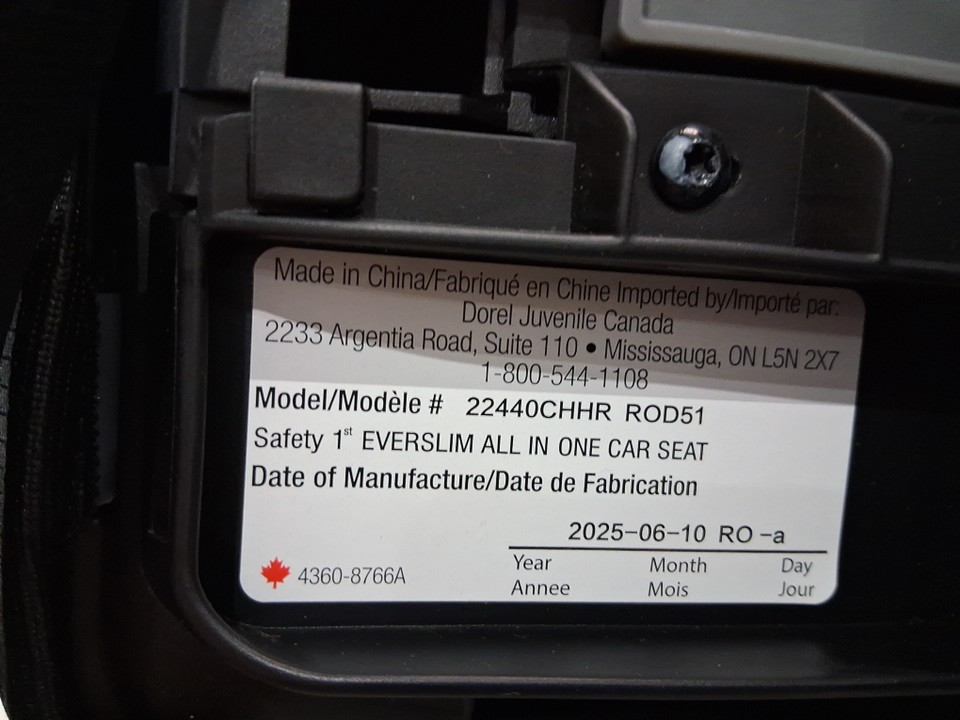 Made in China/Fabriqué en Chine Imported by/Importé par:
Dorel Juvenile Canada
2233 Argentia Road, Suite 110 • Mississauga, ON L5N 2X7
1-800-544-1108
Model/Modèle # 22440CHHR ROD51
Safety 1st EVERSLIM ALL IN ONE CAR SEAT
Date of Manufacture/Date de Fabrication
2025-06-10 RO -a
Year Month Day
Annee Mois Jour
4360-8766A